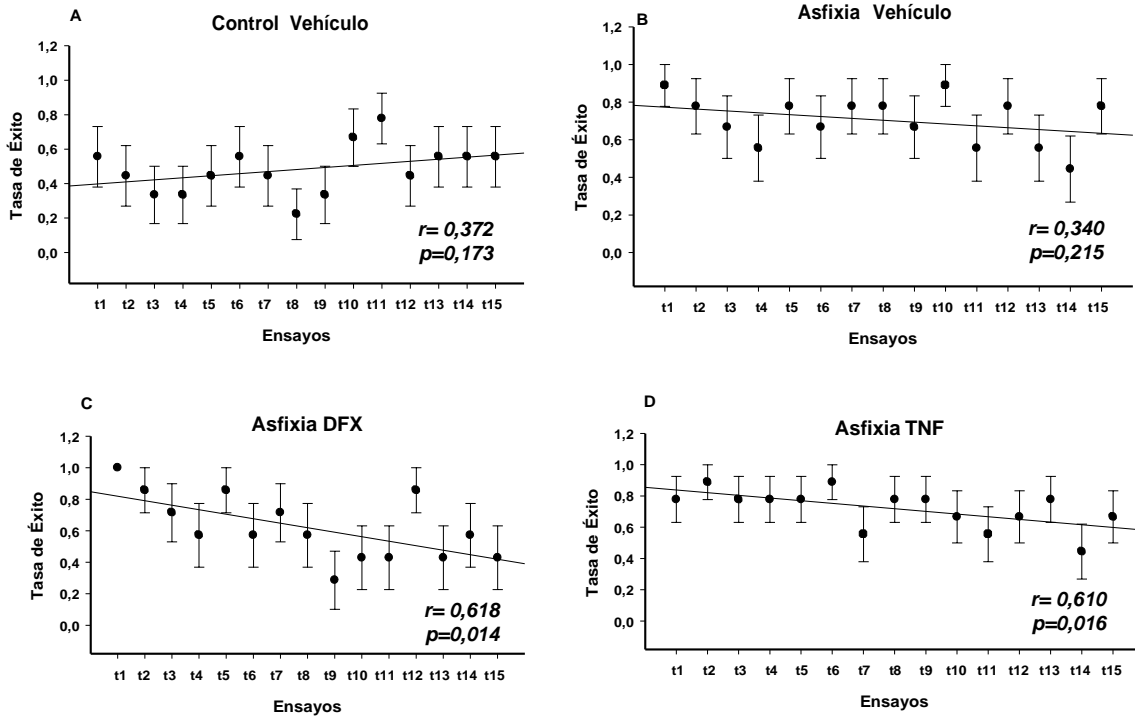 A
Control Vehículo
Tasa de Éxito
1,2
1,0
0,8
0,6
0,4
0,2
0,0
r= 0,372
p=0,173
t1 t2 t3 t4 t5 t6 t7 t8 t9 t10 t11 t12 t13 t14 t15
Ensayos
B
Asfixia Vehículo
Tasa de Éxito
1,2
1,0
0,8
0,6
0,4
0,2
0,0
r= 0,340
p=0,215
t1 t2 t3 t4 t5 t6 t7 t8 t9 t10 t11 t12 t13 t14 t15
Ensayos
C
Asfixia DFX
Tasa de Éxito
1,2
1,0
0,8
0,6
0,4
0,2
0,0
r= 0,618
p=0,014
t1 t2 t3 t4 t5 t6 t7 t8 t9 t10 t11 t12 t13 t14 t15
Ensayos
D
Asfixia TNF
Tasa de Éxito
1,2
1,0
0,8
0,6
0,4
0,2
0,0
r= 0,610
p=0,016
t1 t2 t3 t4 t5 t6 t7 t8 t9 t10 t11 t12 t13 t14 t15
Ensayos